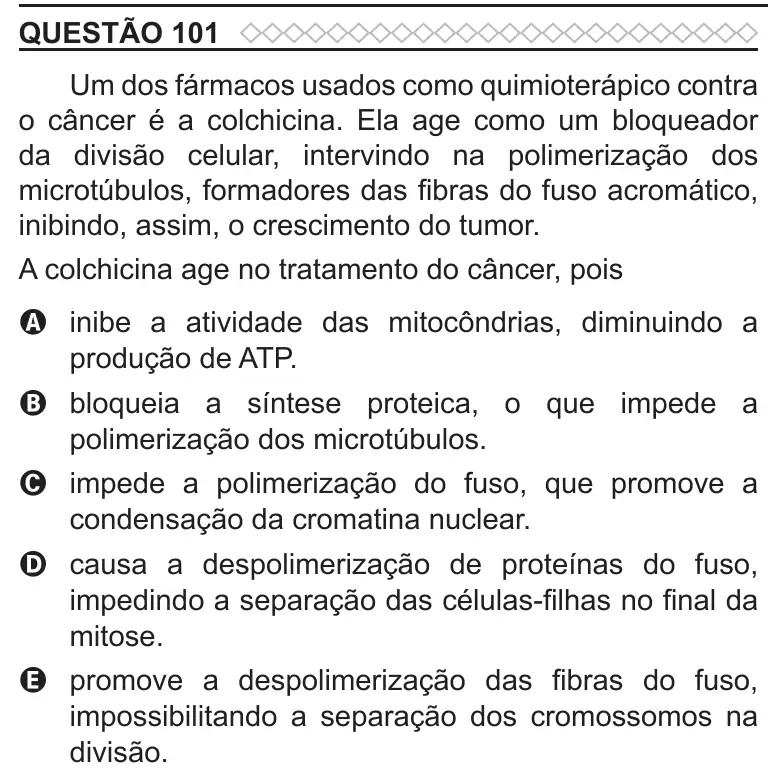 QUESTÃO 101
Um dos fármacos usados como quimioterápico contra
o câncer é a colchicina. Ela age como um bloqueador
da divisão celular, intervindo na polimerização dos
microtúbulos, formadores das fibras do fuso acromático,
inibindo, assim, o crescimento do tumor.
A colchicina age no tratamento do câncer, pois
A inibe a atividade das mitocôndrias, diminuindo a
produção de ATP.
B bloqueia a síntese proteica, o que impede a
polimerização dos microtúbulos.
C impede a polimerização do fuso, que promove a
condensação da cromatina nuclear.
D causa a despolimerização de proteínas do fuso,
impedindo a separação das células-filhas no final da
mitose.
E promove a despolimerização das fibras do fuso,
impossibilitando a separação dos cromossomos na
divisão.